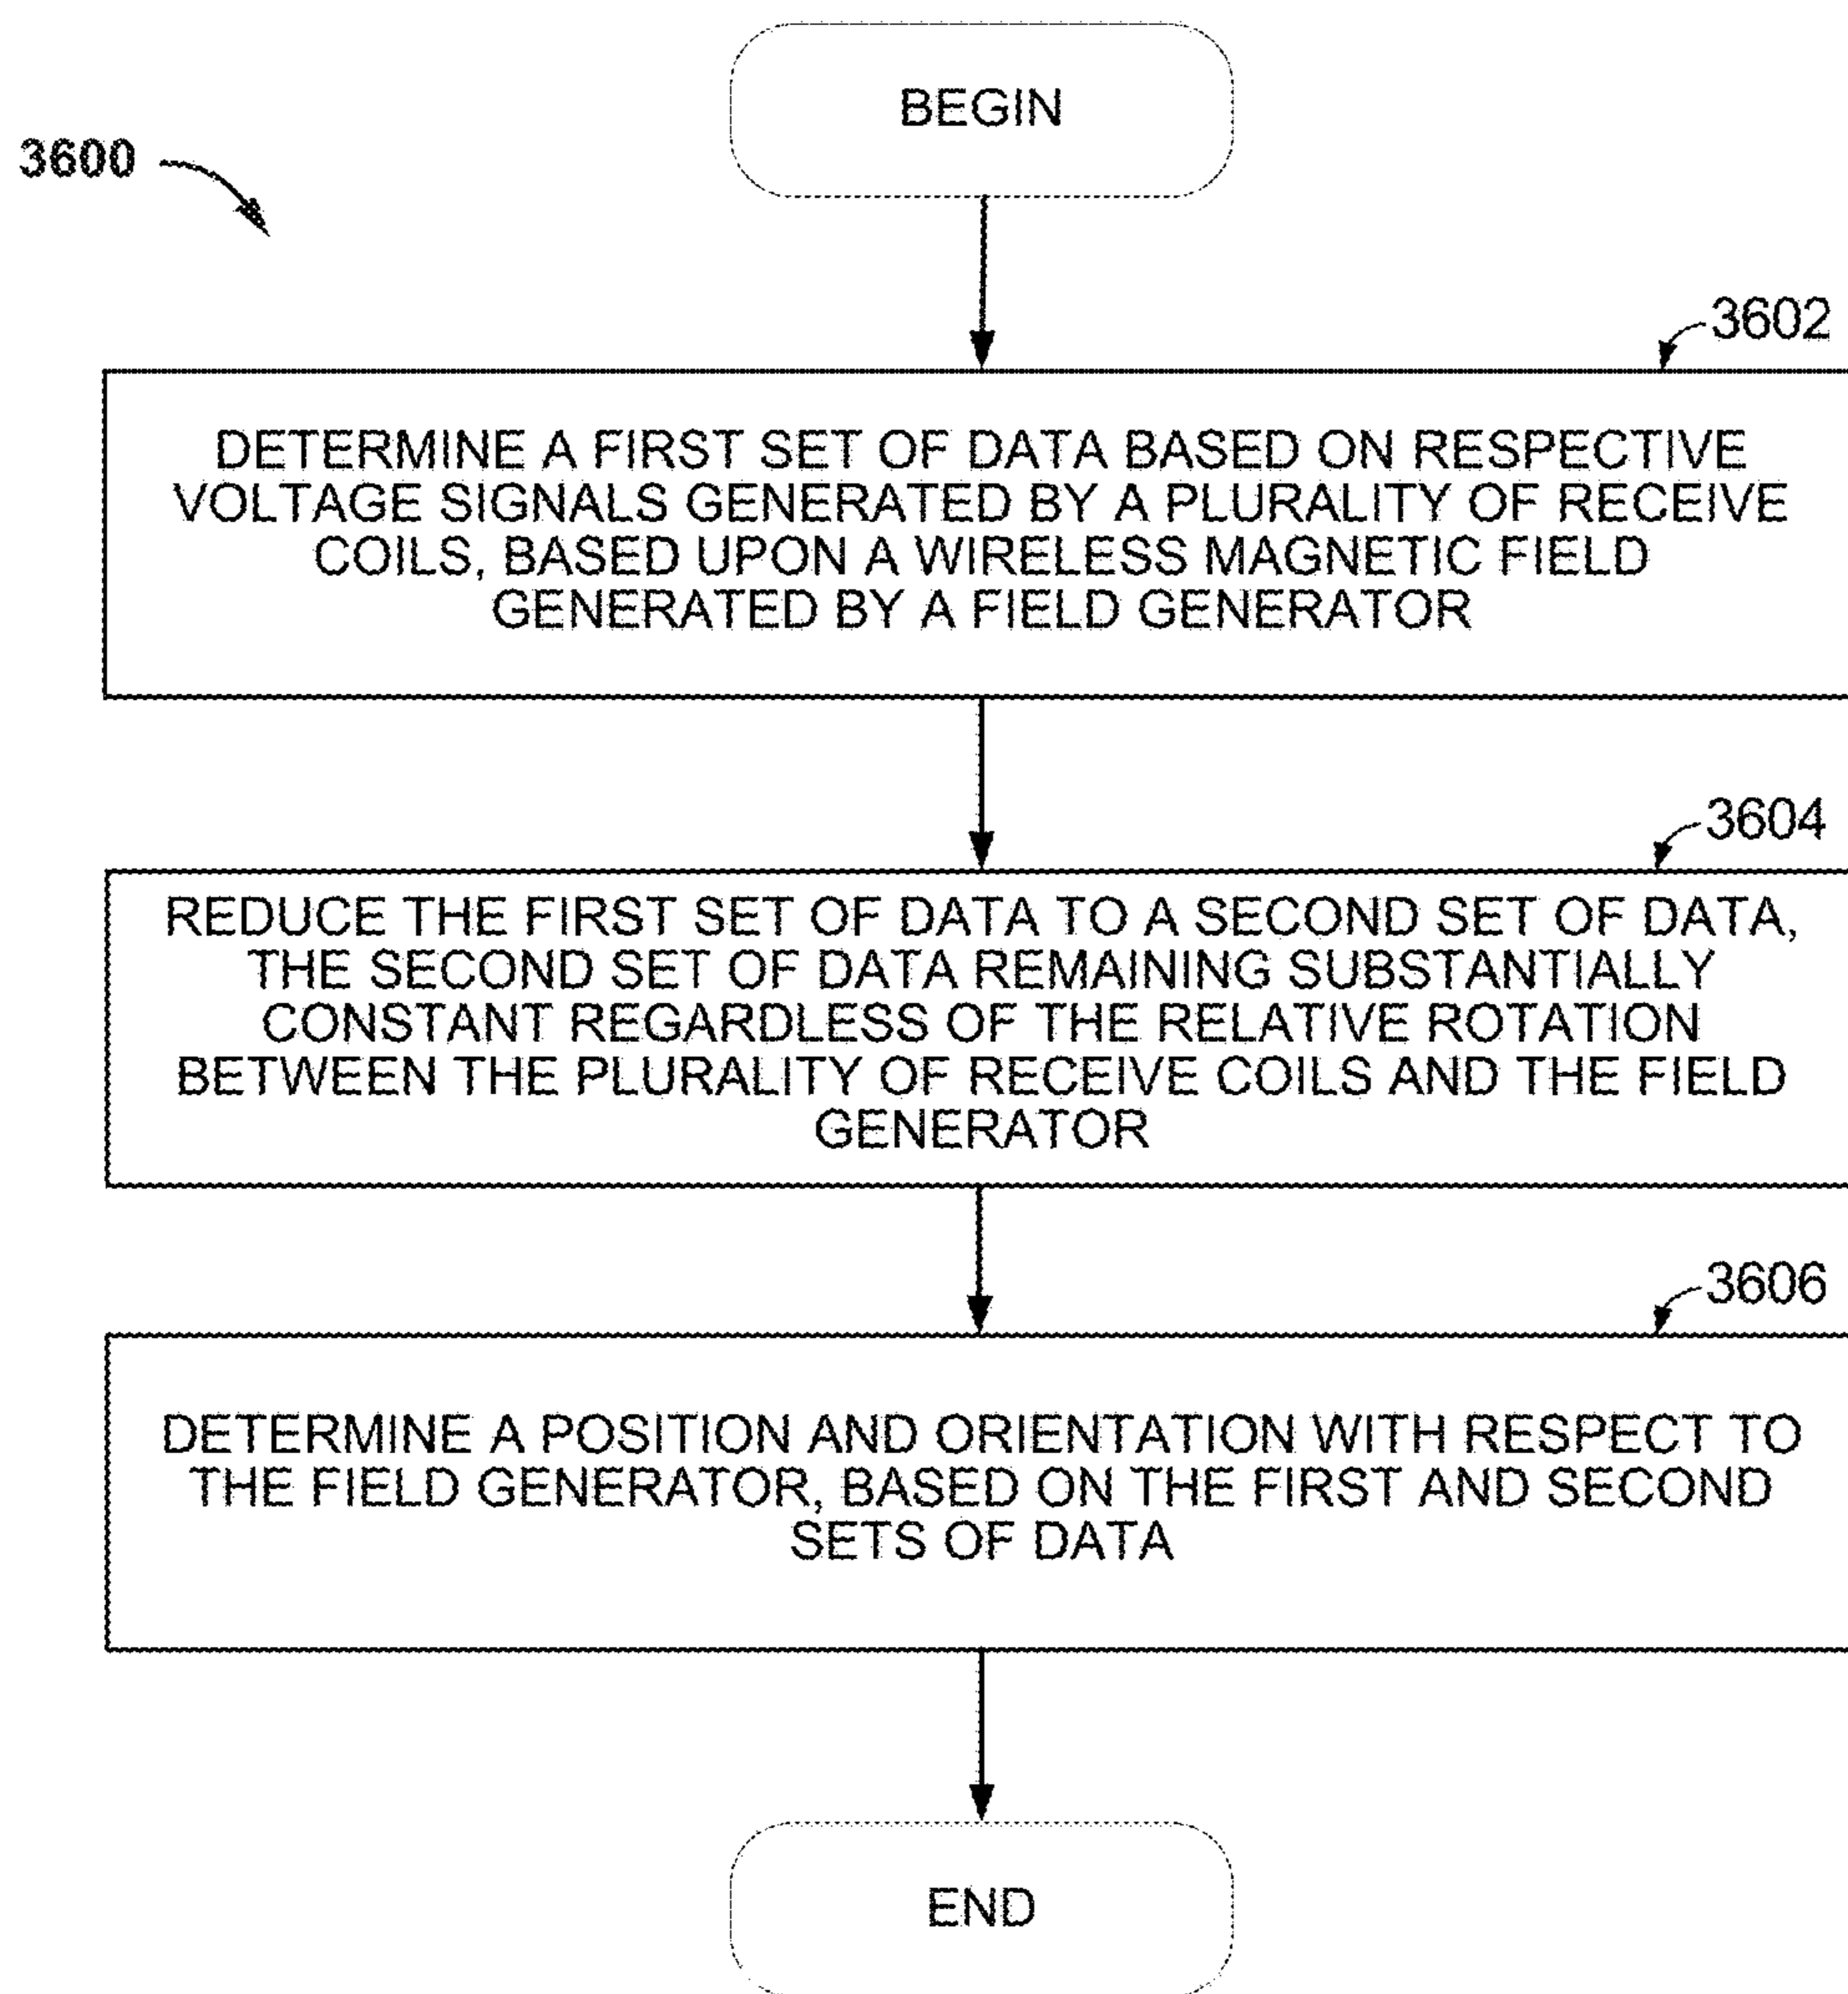 BEGIN
3600
3602
DETERMINE A FIRST SET OF DATA BASED ON RESPECTIVE
VOLTAGE SIGNALS GENERATED BY A PLURALITY OF RECEIVE
COILS, BASED UPON A WIRELESS MAGNETIC FIELD
GENERATED BY A FIELD GENERATOR
3604
REDUCE THE FIRST SET OF DATA TO A SECOND SET OF DATA,
THE SECOND SET OF DATA REMAINING SUBSTANTIALLY
CONSTANT REGARDLESS OF THE RELATIVE ROTATION
BETWEEN THE PLURALITY OF RECEIVE COILS AND THE FIELD
GENERATOR
3606
DETERMINE A POSITION AND ORIENTATION WITH RESPECT TO
THE FIELD GENERATOR, BASED ON THE FIRST AND SECOND
SETS OF DATA
END